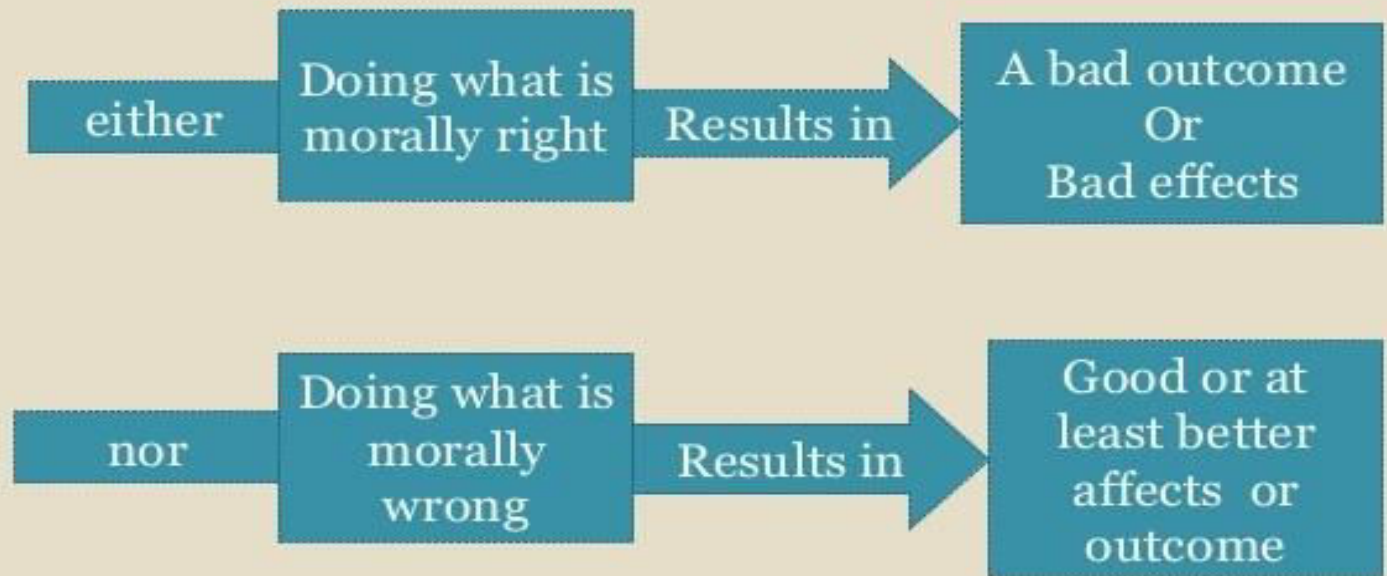 either
Doing what is
morally right
Results in
A bad outcome
Or
Bad effects
nor
Doing what is
morally
wrong
Results in
Good or at
least better
affects or
outcome